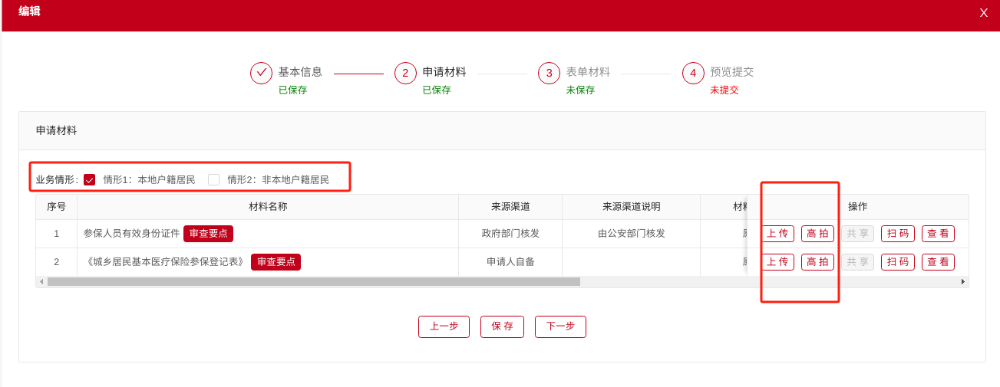 编辑 X
基本信息 2 申请材料 3 表单材料 4 预览提交
已保存 已保存 未保存 未提交
申请材料
业务情形: 情形1: 本地户籍居民 情形2: 非本地户籍居民
序号 材料名称 来源渠道 来源渠道说明 材料 操作
1 参保人员有效身份证件 审查要点 政府部门核发 由公安部门核发 上传 高拍 共享 扫码 查看
2 《城乡居民基本医疗保险参保登记表》 审查要点 申请人自备 上传 高拍 共享 扫码 查看
上一步 保存 下一步